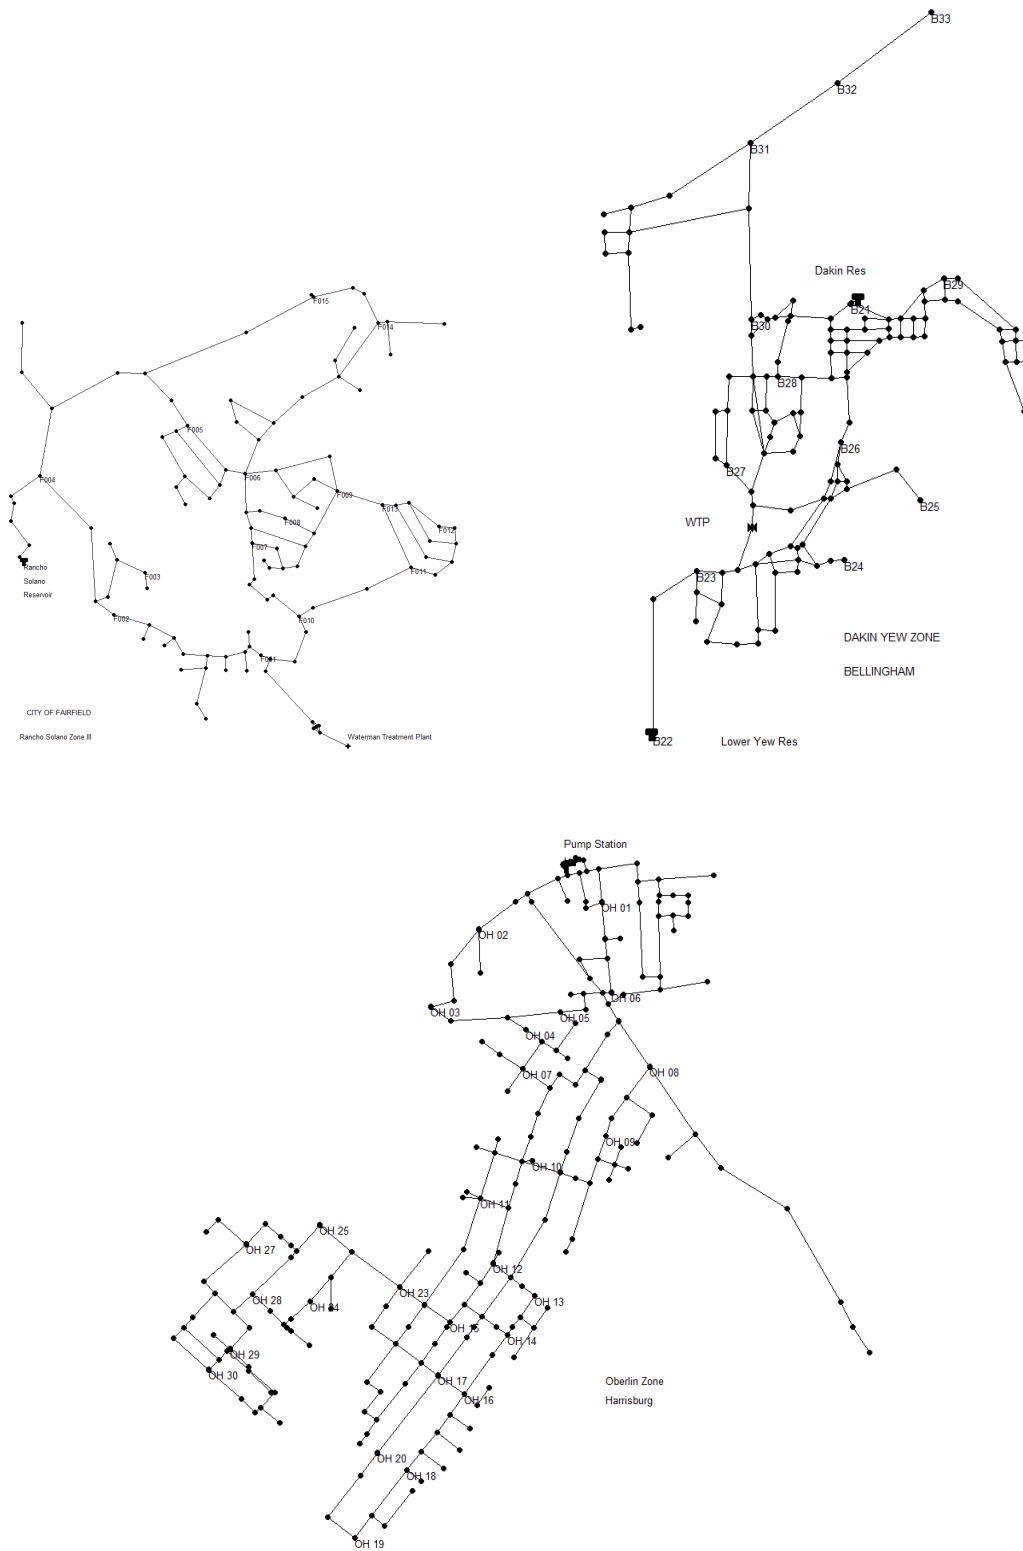 B33
B32
B31
Dakin Res
B29
B21
B30
B28
B26
B27
B25
WTP
B24
B23
DAKIN YEW ZONE
BELLINGHAM
B22
Lower Yew Res
F015
F014
F005
F004
F006
F009
F013
F008
F012
F007
F011
Rancho
Solano
Reservoir
F003
F002
F010
CITY OF FAIRFIELD
Rancho Solano Zone III
Waterman Treatment Plant
Pump Station
OH 01
OH 02
OH 03
OH 06
OH 05
OH 04
OH 07
OH 08
OH 09
OH 10
OH 11
OH 25
OH 27
OH 12
OH 23
OH 28
OH 13
OH 15
OH 14
OH 29
OH 30
OH 17
OH 16
OH 20
OH 18
OH 19
Oberlin Zone
Harrisburg